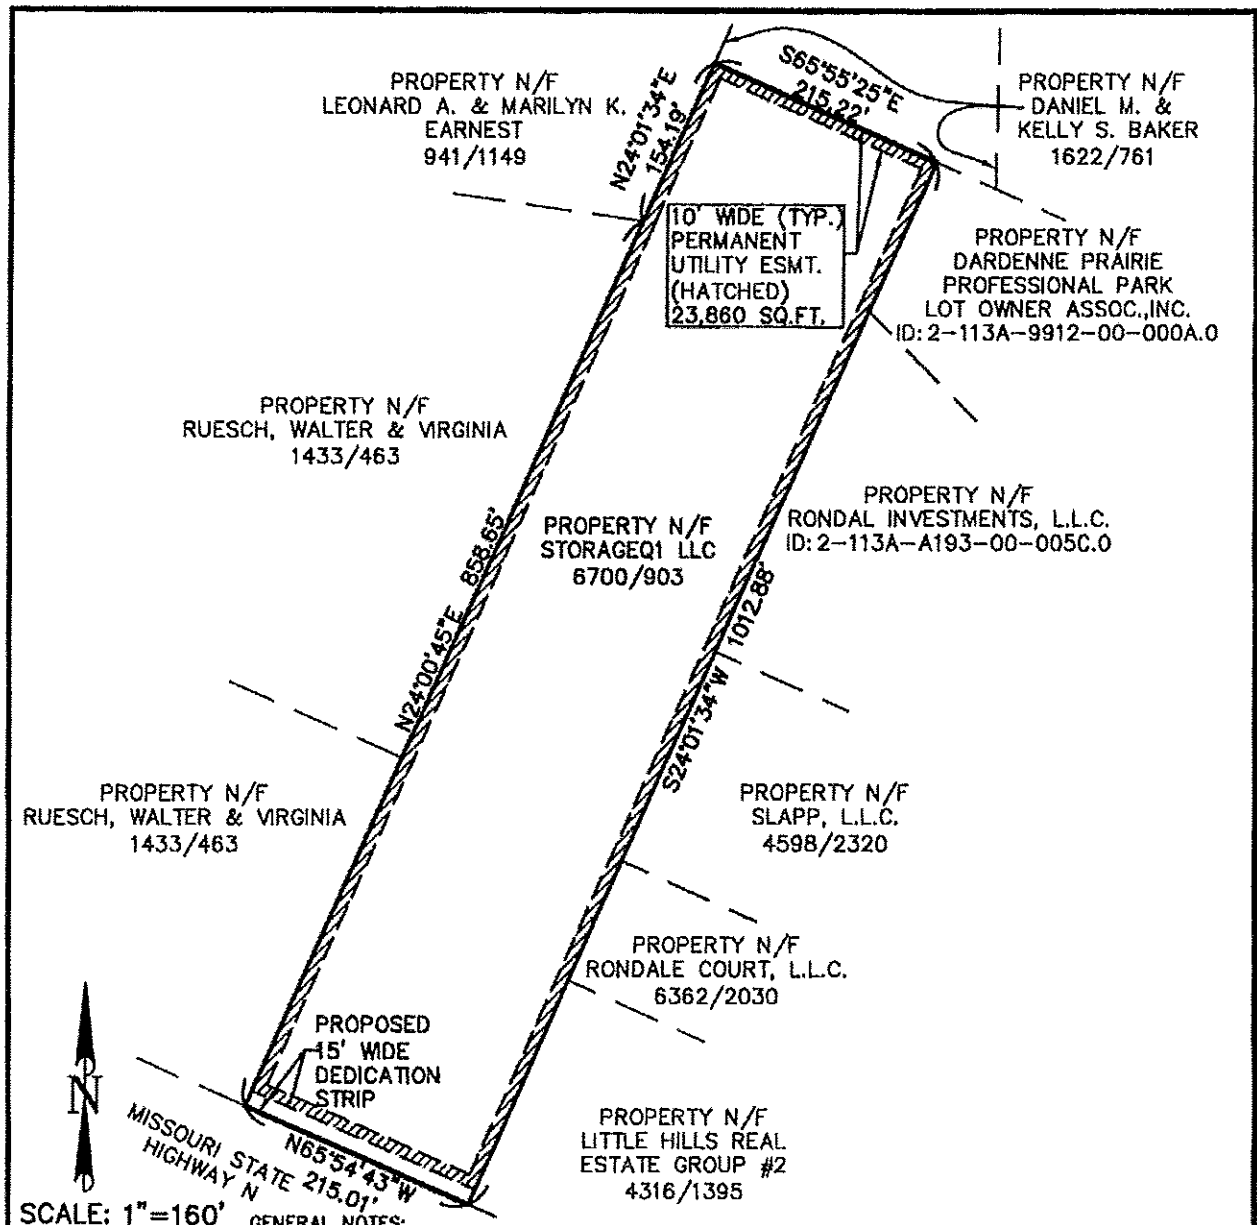 S65°55'25"E
215.22'
PROPERTY N/F
LEONARD A. & MARILYN K.
EARNEST
941/1149
N24°01'34"E
154.19'
PROPERTY N/F
DANIEL M. &
KELLY S. BAKER
1622/761
10' WIDE (TYP.)
PERMANENT
UTILITY ESMT.
(HATCHED)
23,860 SQ.FT.
PROPERTY N/F
DARDENNE PRAIRIE
PROFESSIONAL PARK
LOT OWNER ASSOC.,INC.
ID: 2-113A-9912-00-000A.0
PROPERTY N/F
RUESCH, WALTER & VIRGINIA
1433/463
PROPERTY N/F
STORAGEQ1 LLC
6700/903
PROPERTY N/F
RONDAL INVESTMENTS, L.L.C.
ID: 2-113A-A193-00-005C.0
N24°00'45"E 858.65'
S24°01'34"W 1012.88'
PROPERTY N/F
RUESCH, WALTER & VIRGINIA
1433/463
PROPERTY N/F
SLAPP, L.L.C.
4598/2320
PROPERTY N/F
RONDALE COURT, L.L.C.
6362/2030
PROPOSED
15' WIDE
DEDICATION
STRIP
PROPERTY N/F
LITTLE HILLS REAL
ESTATE GROUP #2
4316/1395
N
N65°54'43"W
215.01'
MISSOURI STATE
HIGHWAY N
SCALE: 1"=160'
GENERAL NOTES: